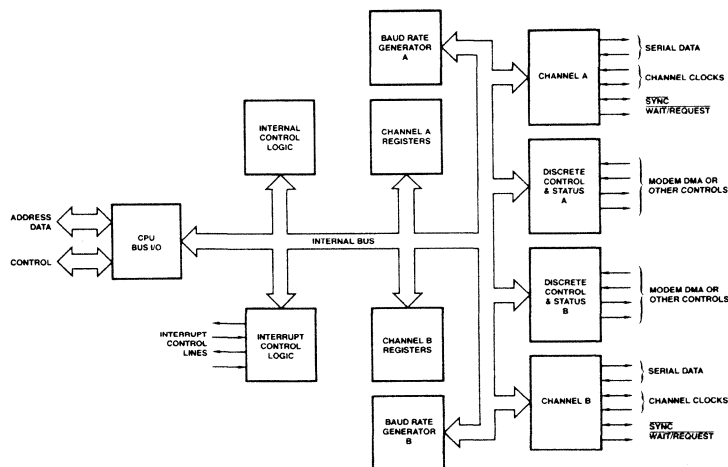 BAUD RATE
GENERATOR
A
CHANNEL A
SERIAL DATA
CHANNEL CLOCKS
SYNC
WAIT/REQUEST
INTERNAL
CONTROL
LOGIC
CHANNEL A
REGISTERS
DISCRETE
CONTROL
& STATUS
A
MODEM DMA OR
OTHER CONTROLS
ADDRESS
DATA
CONTROL
CPU
BUS I/O
INTERNAL BUS
DISCRETE
CONTROL
& STATUS
B
MODEM DMA OR
OTHER CONTROLS
INTERRUPT
CONTROL
LINES
INTERRUPT
CONTROL
LOGIC
CHANNEL B
REGISTERS
BAUD RATE
GENERATOR
B
CHANNEL B
SERIAL DATA
CHANNEL CLOCKS
SYNC
WAIT/REQUEST